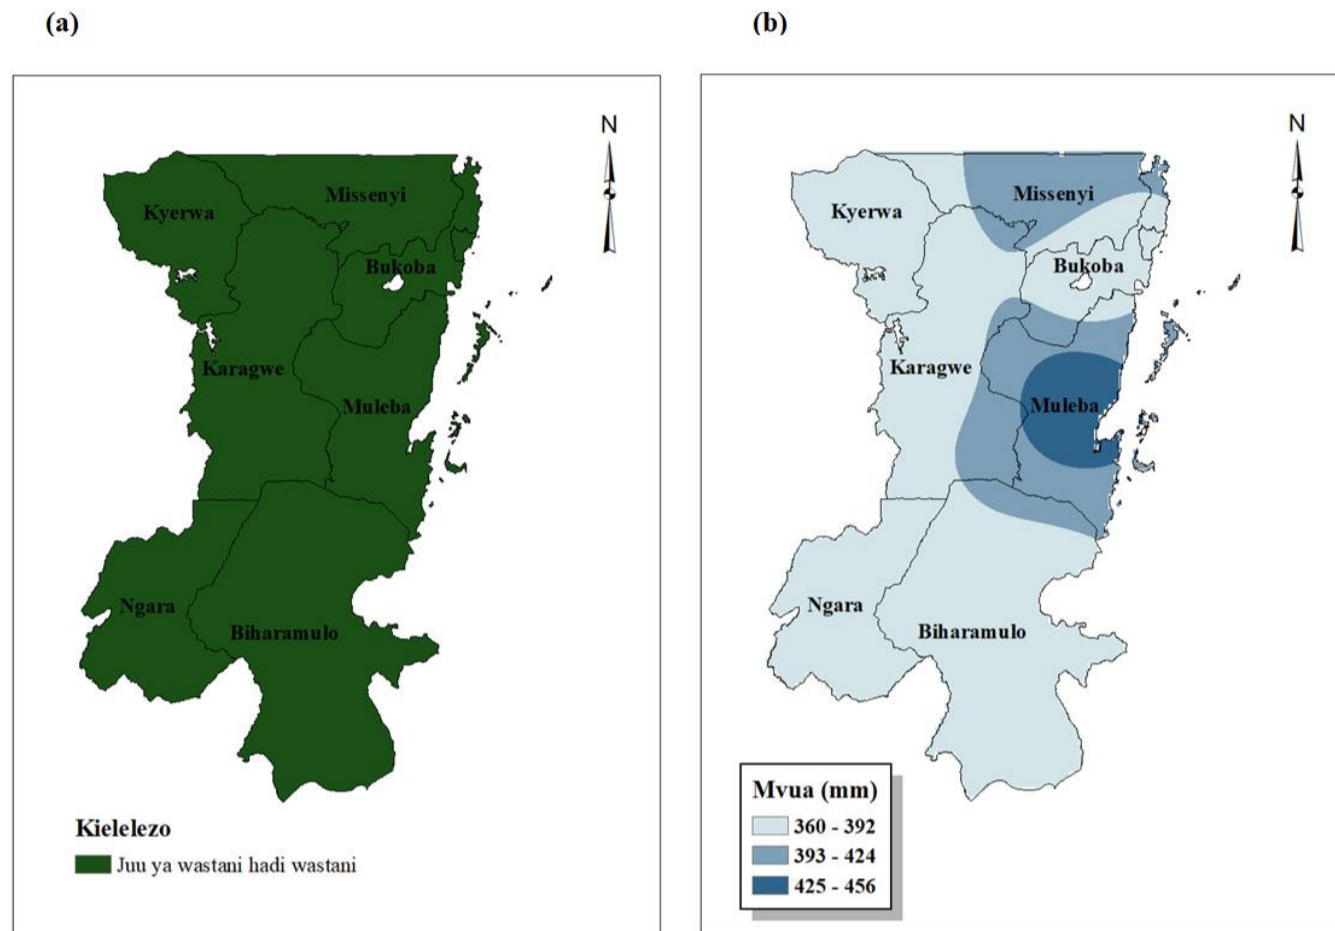 (a)
N
Missenyi
Kyerwa
Bukoba
Karagwe
Muleba
Ngara
Biharamulo
Kielelezo
Juu ya wastani hadi wastani
(b)
N
Missenyi
Kyerwa
Bukoba
Karagwe
Muleba
Ngara
Biharamulo
Mvua (mm)
360 - 392
393 - 424
425 - 456